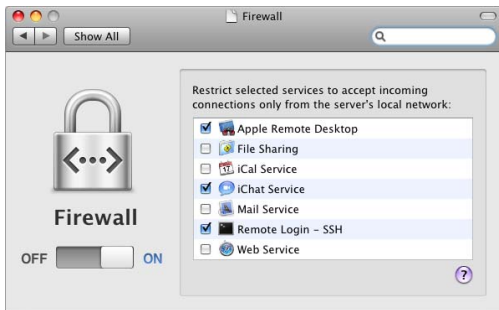 Firewall
Show All
Restrict selected services to accept incoming
connections only from the server's local network:
Apple Remote Desktop
File Sharing
17 iCal Service
iChat Service
Mail Service
Remote Login – SSH
Web Service
Firewall
OFF ON
?